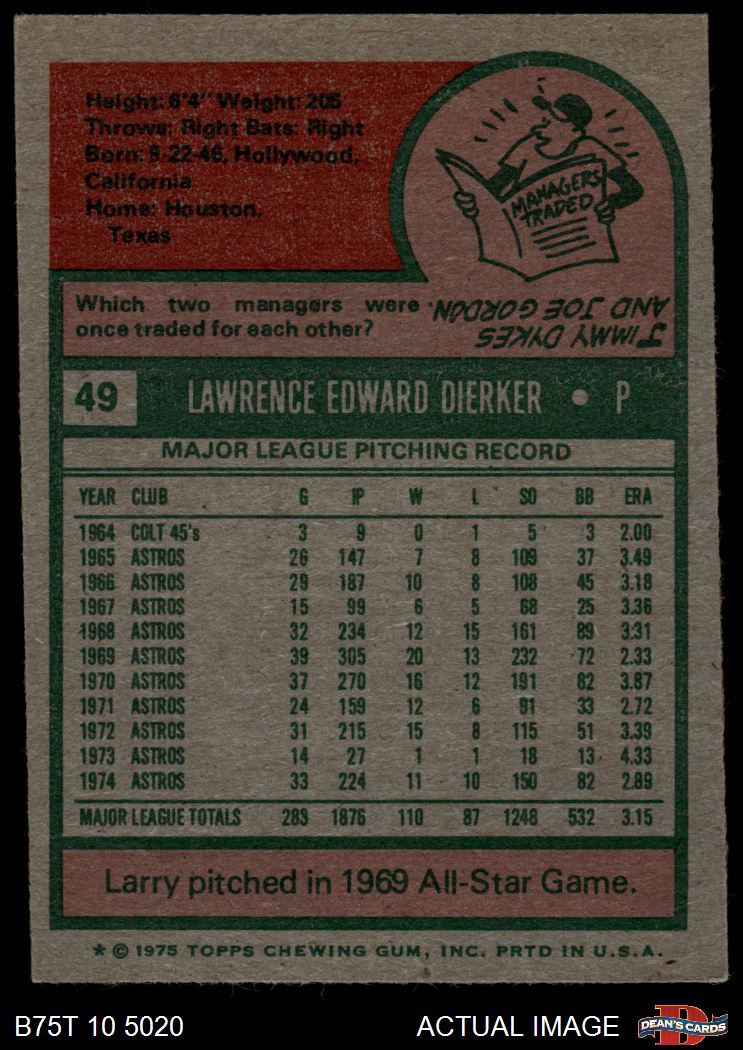 Height: 6'4" Weight: 205
Throws: Right Bats: Right
Born: 9-22-46, Hollywood,
California
Home: Houston,
Texas
MANAGERS
TRADED
Which two managers were
once traded for each other?
JIMMY DYKES
AND JOE GORDON.
49 LAWRENCE EDWARD DIERKER • P
MAJOR LEAGUE PITCHING RECORD
YEAR CLUB G IP W L SO BB ERA
1964 COLT 45's 3 9 0 1 5 3 2.00
1965 ASTROS 26 147 7 8 109 37 3.49
1966 ASTROS 29 187 10 8 108 45 3.18
1967 ASTROS 15 99 6 5 68 25 3.36
1968 ASTROS 32 234 12 15 161 89 3.31
1969 ASTROS 39 305 20 13 232 72 2.33
1970 ASTROS 37 270 16 12 191 82 3.87
1971 ASTROS 24 159 12 6 91 33 2.72
1972 ASTROS 31 215 15 8 115 51 3.39
1973 ASTROS 14 27 1 1 18 13 4.33
1974 ASTROS 33 224 11 10 150 82 2.89
MAJOR LEAGUE TOTALS 283 1876 110 87 1248 532 3.15
Larry pitched in 1969 All-Star Game.
* © 1975 TOPPS CHEWING GUM, INC. PRTD IN U.S.A.
B75T 10 5020 ACTUAL IMAGE D DEAN'S CARDS